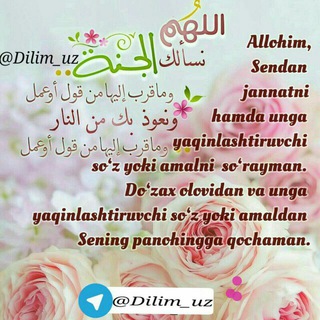 اللهم
نسألك الجنة..
وما قرب إليها من قول أو عمل
ونعوذ بك من النار
وما قرب إليها من قول أو عمل
@Dilim_uz
Allohim,
Sendan
jannatni
hamda unga
yaqinlashtiruvchi
so‘z yoki amalni so‘rayman.
Do‘zax olovidan va unga
yaqinlashtiruvchi so‘z yoki amaldan
Sening panohingga qochaman.
@Dilim_uz